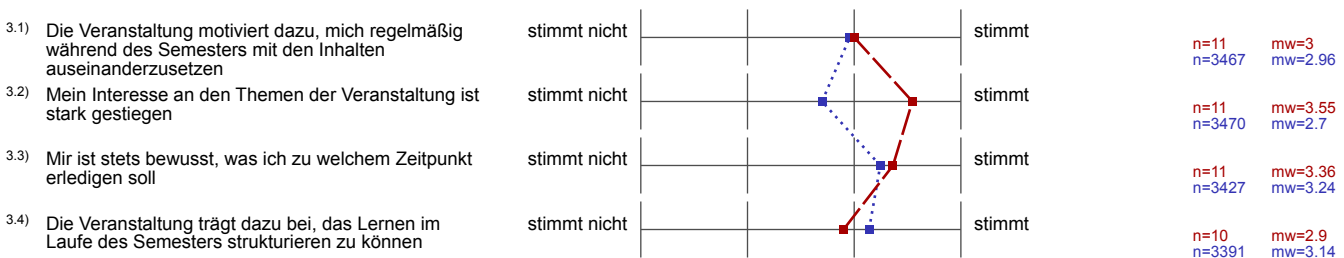 3.1) Die Veranstaltung motiviert dazu, mich regelmäßig
während des Semesters mit den Inhalten
auseinanderzusetzen
stimmt nicht stimmt
n=11 mw=3
n=3467 mw=2.96
3.2) Mein Interesse an den Themen der Veranstaltung ist
stark gestiegen
stimmt nicht stimmt
n=11 mw=3.55
n=3470 mw=2.7
3.3) Mir ist stets bewusst, was ich zu welchem Zeitpunkt
erledigen soll
stimmt nicht stimmt
n=11 mw=3.36
n=3427 mw=3.24
3.4) Die Veranstaltung trägt dazu bei, das Lernen im
Laufe des Semesters strukturieren zu können
stimmt nicht stimmt
n=10 mw=2.9
n=3391 mw=3.14